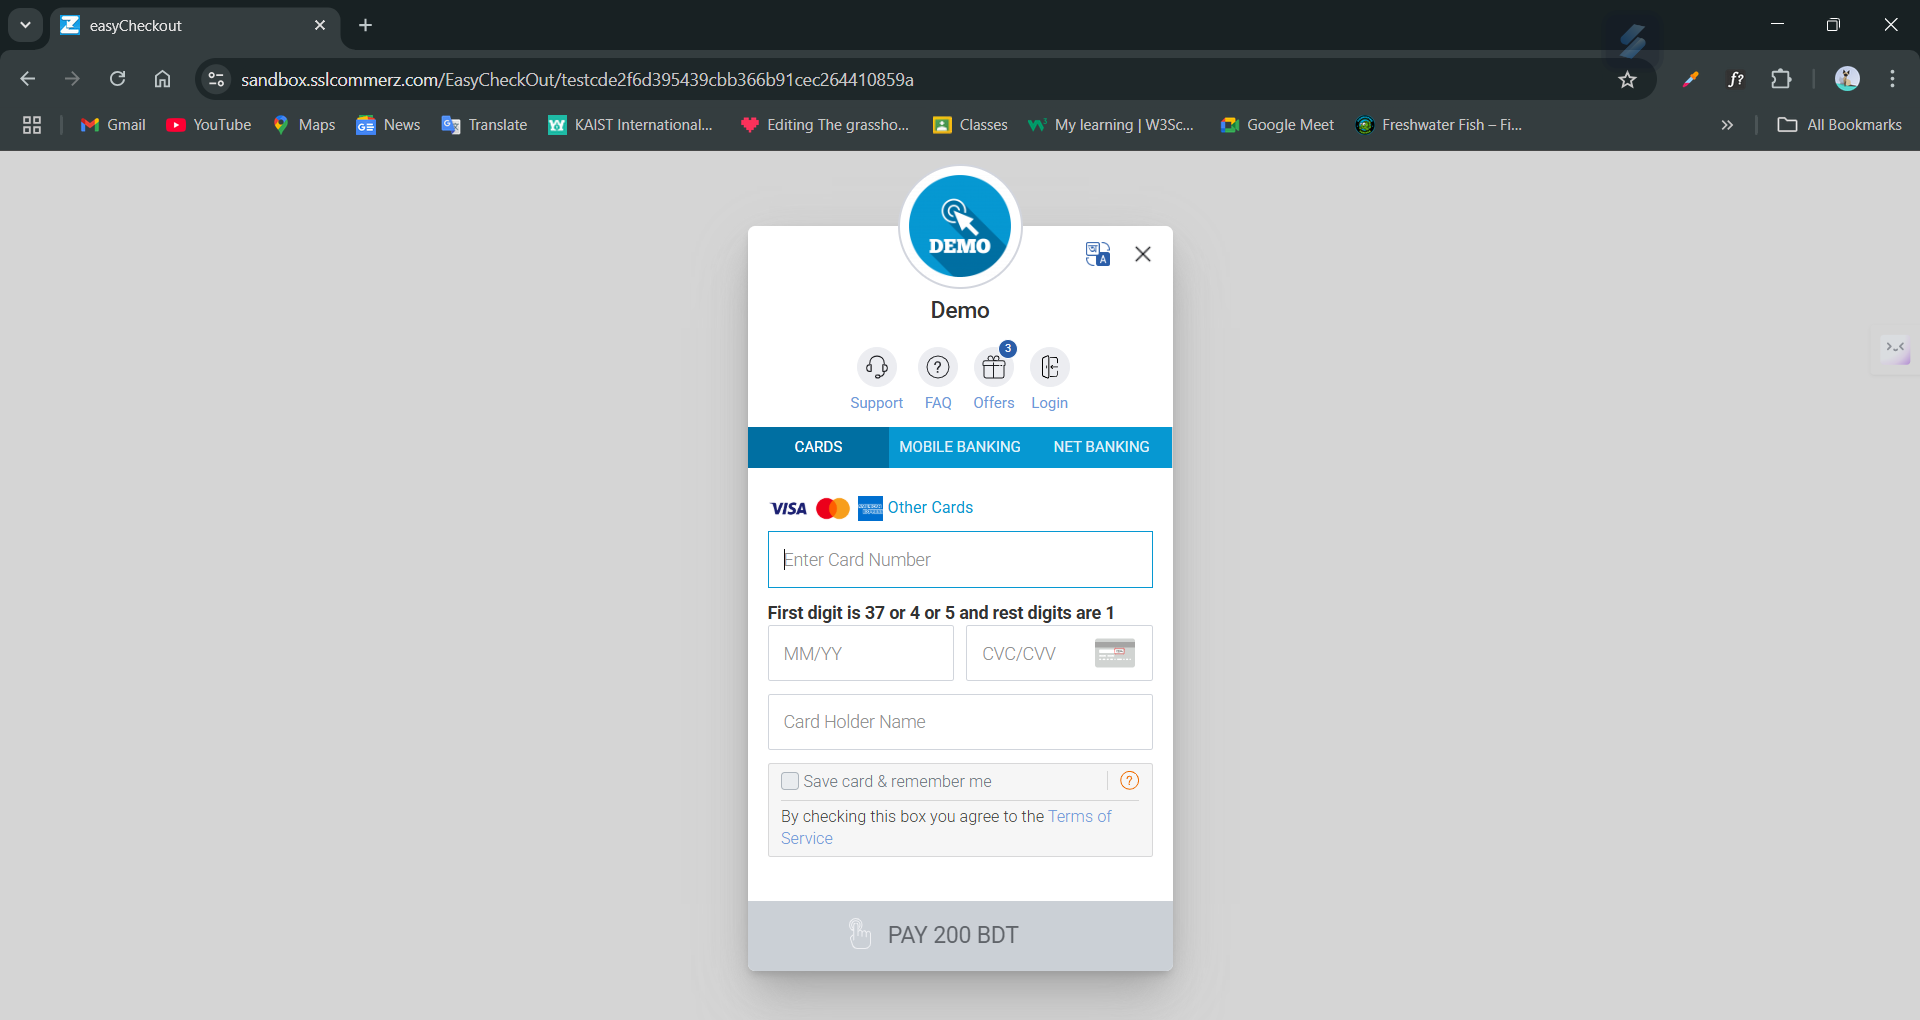 easyCheckout
sandbox.sslcommerz.com/EasyCheckOut/testcde2f6d395439cbb366b91cec264410859a
f?
Gmail
YouTube
Maps
News
Translate
KAIST International...
Editing The grassho...
Classes
My learning | W3Sc...
Google Meet
Freshwater Fish – Fi...
All Bookmarks
DEMO
Demo
3
Support
FAQ
Offers
Login
CARDS
MOBILE BANKING
NET BANKING
VISA
Other Cards
Enter Card Number
First digit is 37 or 4 or 5 and rest digits are 1
MM/YY
CVC/CVV
Card Holder Name
Save card & remember me
By checking this box you agree to the Terms of
Service
PAY 200 BDT